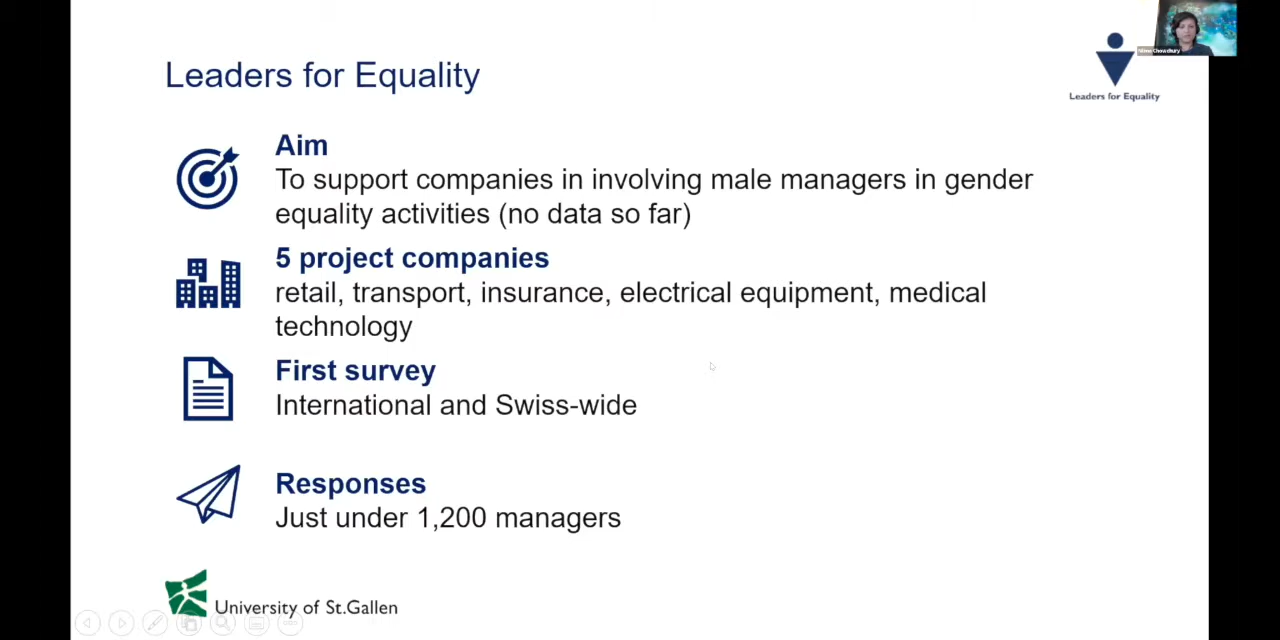 Leaders for Equality
Leaders for Equality
Aim
To support companies in involving male managers in gender
equality activities (no data so far)
5 project companies
retail, transport, insurance, electrical equipment, medical
technology
First survey
International and Swiss-wide
Responses
Just under 1,200 managers
University of St.Gallen
Chowdhury